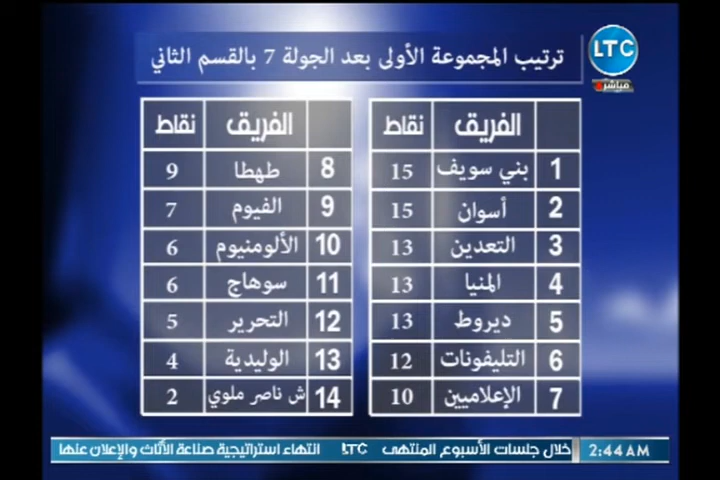 ترتيب المجموعة الأولى بعد الجولة 7 بالقسم الثاني
LTC
مباشر
الفريق نقاط
1 بني سويف 15
2 أسوان 15
3 التعدين 13
4 المنيا 13
5 ديروط 13
6 التليفونات 12
7 الإعلاميين 10
الفريق نقاط
8 طهطا 9
9 الفيوم 7
10 الألومنيوم 6
11 سوهاج 6
12 التحرير 5
13 الوليدية 4
14 ش ناصر ملوي 2
2:44AM خلال جلسات الأسبوع المنتهى LTC انتهاء استراتيجية صناعة الأثاث والإعلان عنها